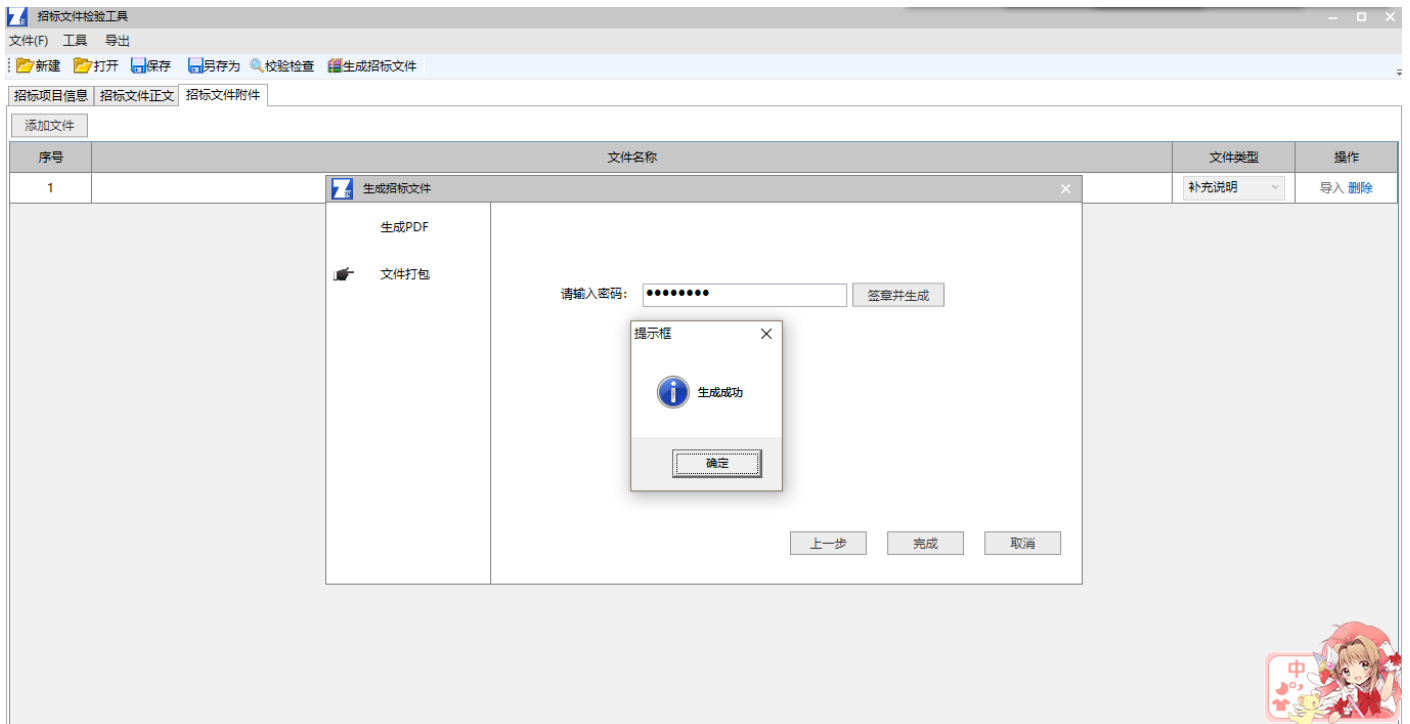 招标文件检验工具
文件(F) 工具 导出
新建 打开 保存 另存为 校验检查 生成招标文件
招标项目信息 招标文件正文 招标文件附件
添加文件
序号 文件名称 文件类型 操作
1 补充说明 导入 删除
生成招标文件
生成PDF
文件打包
请输入密码: ●●●●●●●● 签章并生成
提示框
生成成功
确定
上一步 完成 取消
中